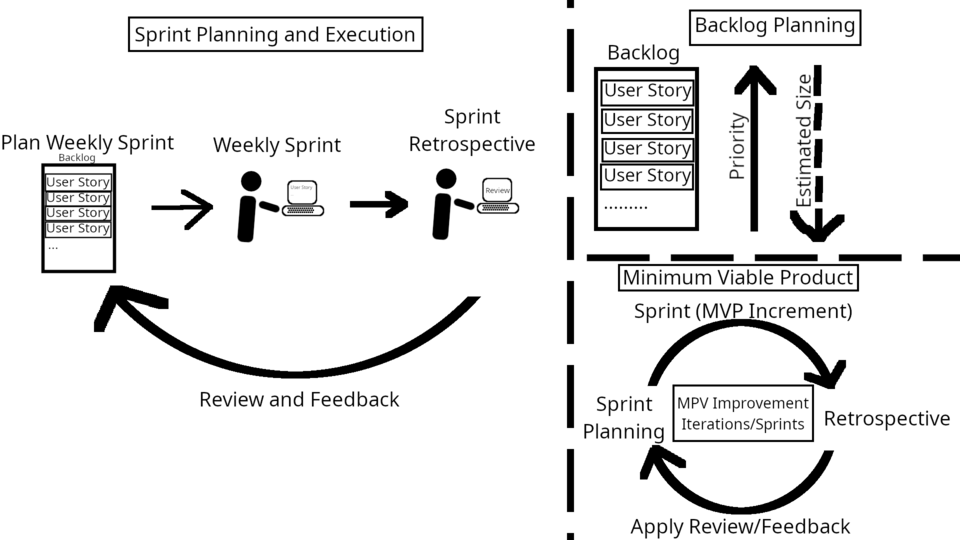 Sprint Planning and Execution
Plan Weekly Sprint
Backlog
User Story
User Story
User Story
User Story
...
Weekly Sprint
User Story
Sprint
Retrospective
Review
Review and Feedback
Backlog Planning
Backlog
User Story
User Story
User Story
User Story
.........
Priority
Estimated Size
Minimum Viable Product
Sprint (MVP Increment)
Sprint
Planning
MPV Improvement
Iterations/Sprints
Retrospective
Apply Review/Feedback